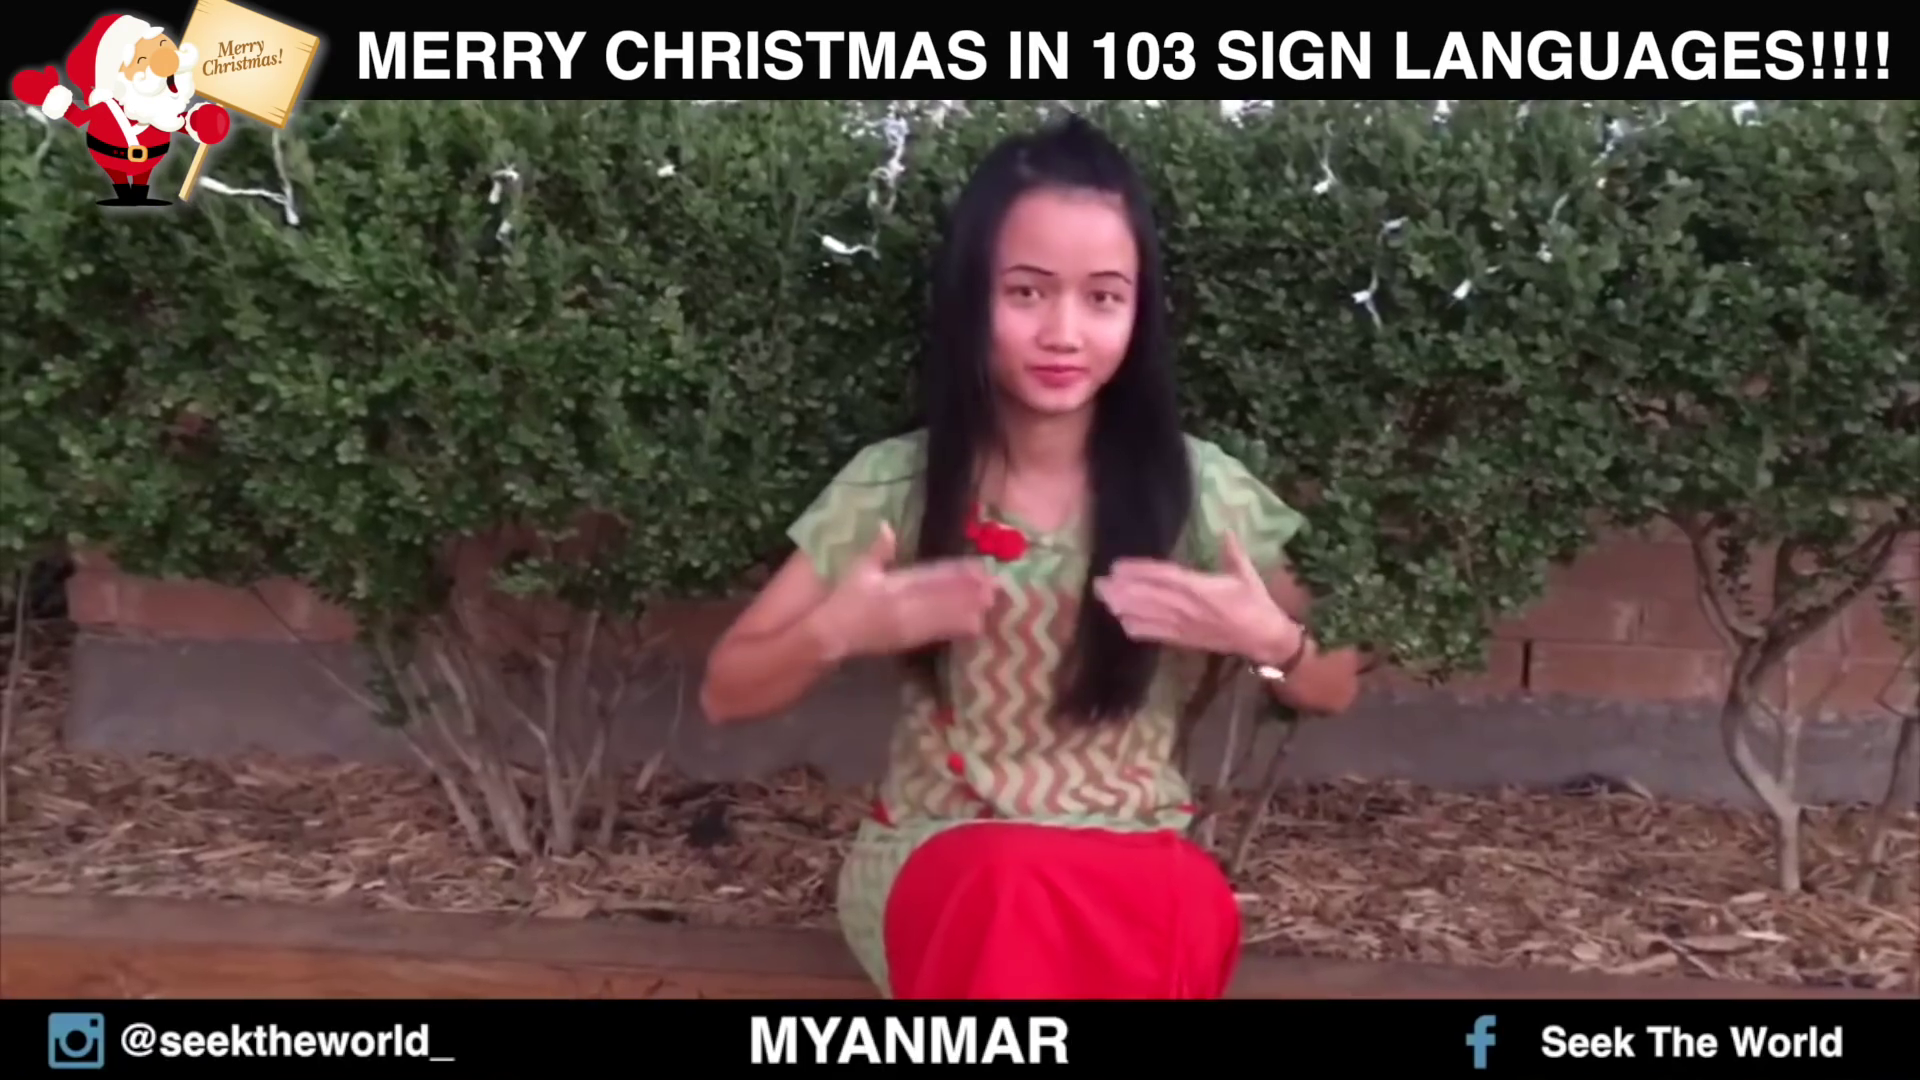 Merry
Christmas!
MERRY CHRISTMAS IN 103 SIGN LANGUAGES!!!!
@seektheworld_
MYANMAR
Seek The World